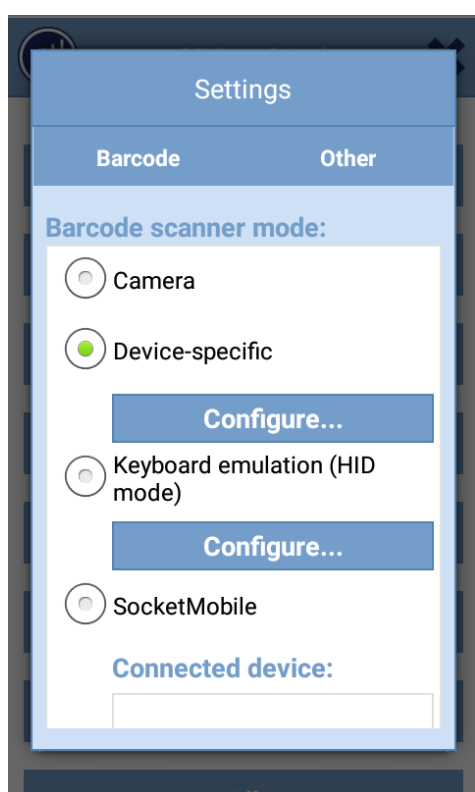 Settings
Barcode Other
Barcode scanner mode:
Camera
Device-specific
Configure...
Keyboard emulation (HID
mode)
Configure...
SocketMobile
Connected device: